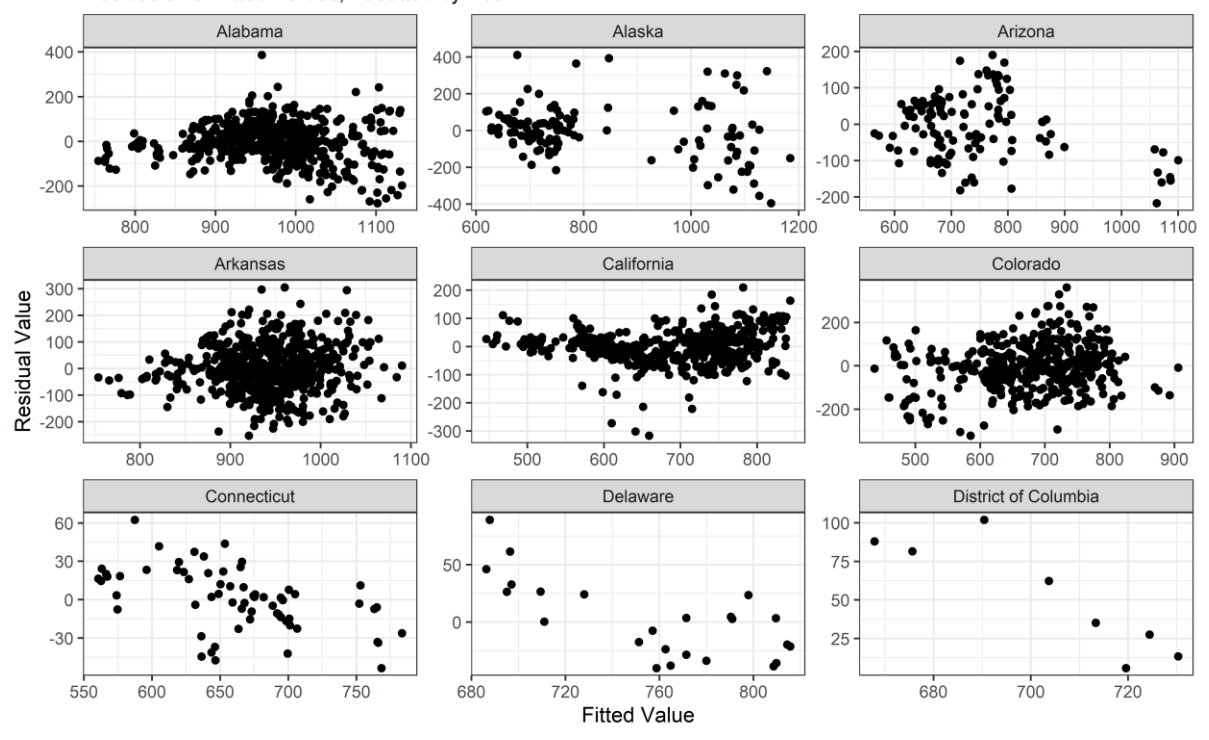 Alabama Alaska Arizona
400 200 0 -200
800 900 1000 1100
400 200 0 -200 -400
600 800 1000 1200
200 100 0 -100 -200
600 700 800 900 1000 1100
Arkansas California Colorado
300 200 100 0 -100 -200
800 900 1000 1100
200 100 0 -100 -200 -300
500 600 700 800
200 0 -200
500 600 700 800 900
Connecticut Delaware District of Columbia
60 30 0 -30
550 600 650 700 750
50 0
680 720 760 800
100 75 50 25
680 700 720
Residual Value
Fitted Value